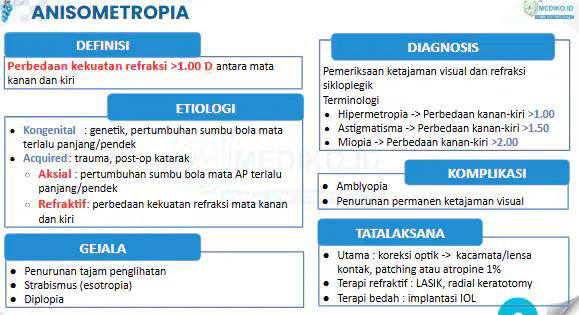 ANISOMETROPIA
MEDIKO.ID
DEFINISI
Perbedaan kekuatan refraksi >1.00 D antara mata
kanan dan kiri
ETIOLOGI
Kongenital : genetik, pertumbuhan sumbu bola mata
terlalu panjang/pendek
Acquired : trauma, post-op katarak
Aksial : pertumbuhan sumbu bola mata AP terlalu
panjang/pendek
Refraktif : perbedaan kekuatan refraksi mata kanan
dan kiri
GEJALA
Penurunan tajam penglihatan
Strabismus (esotropia)
Diplopia
DIAGNOSIS
Pemeriksaan ketajaman visual dan refraksi
sikloplegik
Terminologi
Hipermetropia -> Perbedaan kanan-kiri >1.00
Astigmatisma -> Perbedaan kanan-kiri >1.50
Miopia -> Perbedaan kanan-kiri >2.00
KOMPLIKASI
Amblyopia
Penurunan permanen ketajaman visual
TATALAKSANA
Utama : koreksi optik -> kacamata/lensa
kontak, patching atau atropine 1%
Terapi refraktif : LASIK, radial keratotomy
Terapi bedah : implantasi IOL
MEDIKO.ID